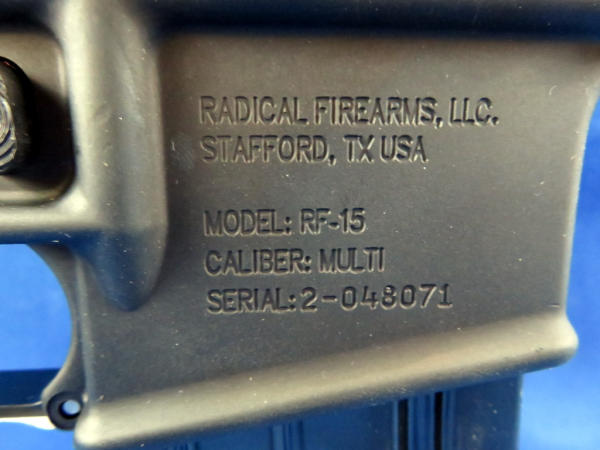 RADICAL FIREARMS, LLC.
STAFFORD, TX USA
MODEL: RF-15
CALIBER: MULTI
SERIAL: 2-048071